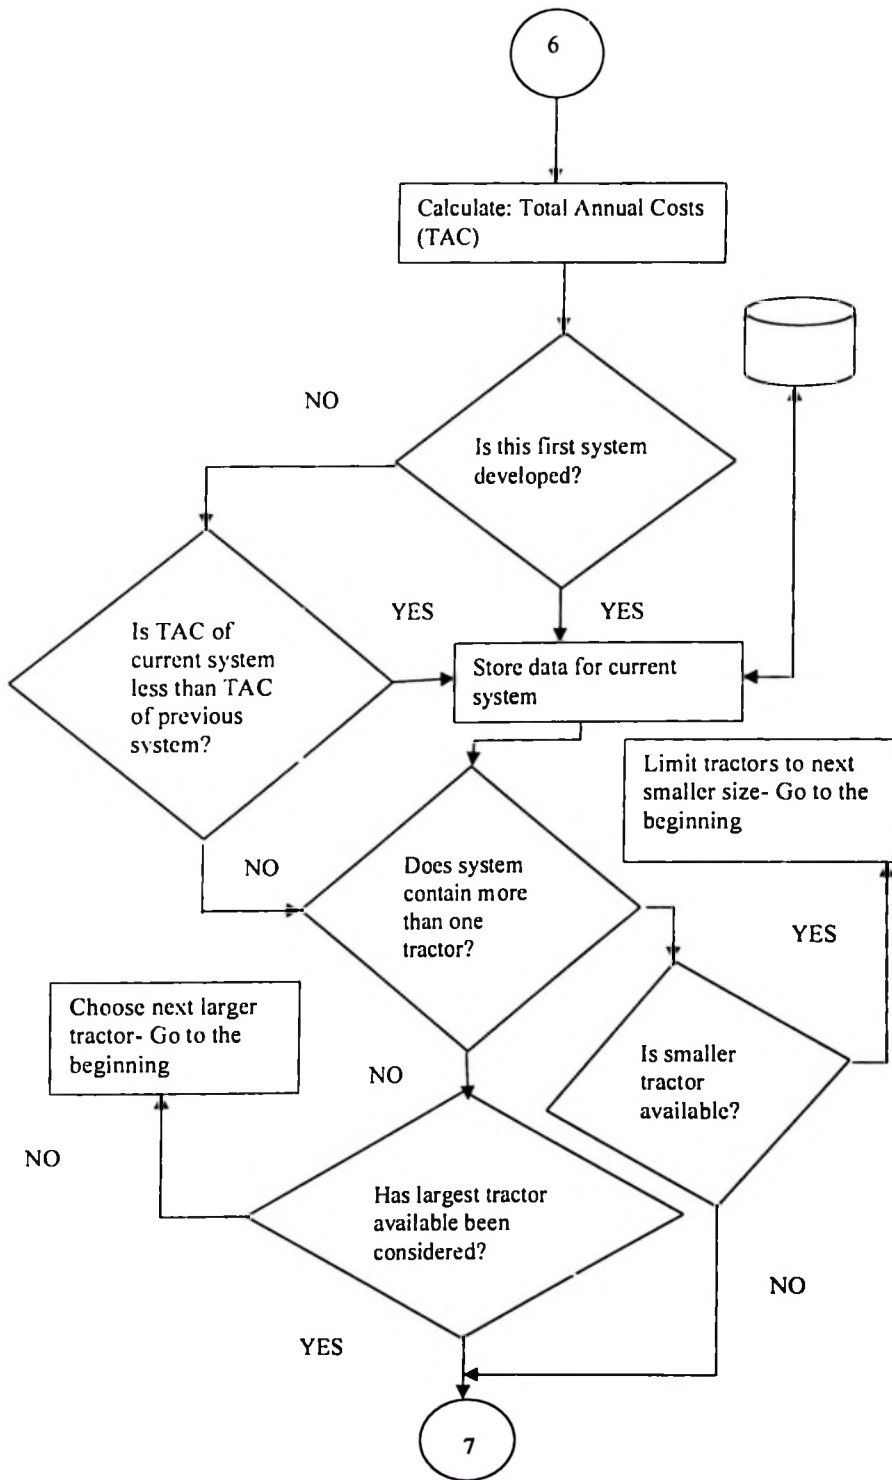 6
Calculate: Total Annual Costs
(TAC)
NO
Is this first system
developed?
YES
YES
Is TAC of
current system
less than TAC
of previous
system?
Store data for current
system
Limit tractors to next
smaller size- Go to the
beginning
NO
Does system
contain more
than one
tractor?
YES
Choose next larger
tractor- Go to the
beginning
Is smaller
tractor
available?
NO
NO
Has largest tractor
available been
considered?
NO
YES
7